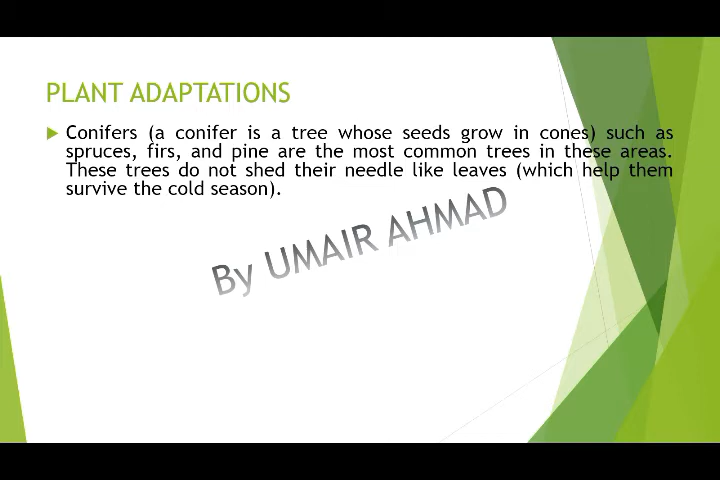 PLANT ADAPTATIONS
Conifers (a conifer is a tree whose seeds grow in cones) such as
spruces, firs, and pine are the most common trees in these areas.
These trees do not shed their needle like leaves (which help them
survive the cold season).
By UMAIR AHMAD